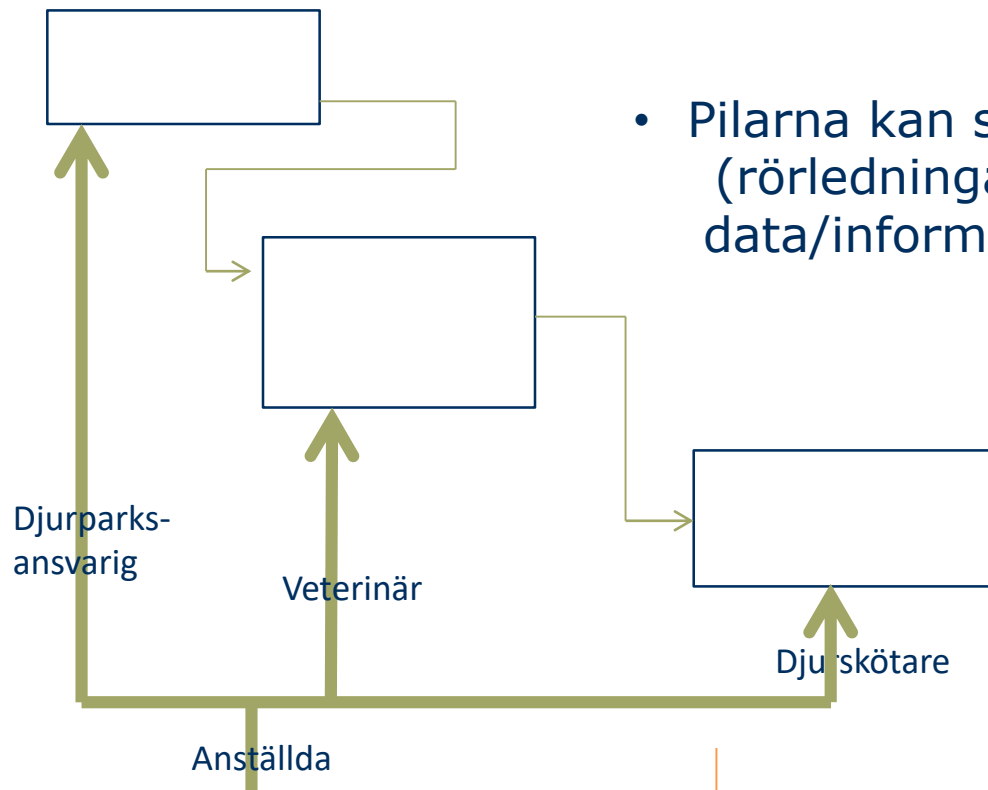 • Pilarna kan s
(rörledninga
data/inform
Djurparks-
ansvarig
Veterinär
Djurskötare
Anställda